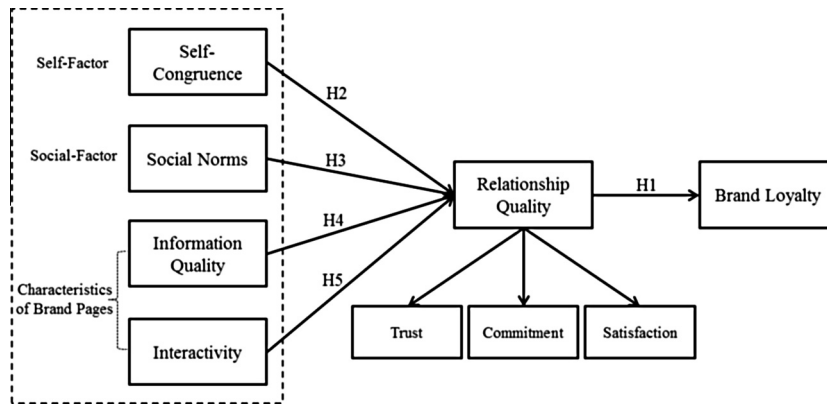 Self-Factor
Self-
Congruence
H2
Social-Factor
Social Norms
H3
Relationship
Quality
H1
Brand Loyalty
Information
Quality
H4
Characteristics
of Brand Pages
H5
Interactivity
Trust
Commitment
Satisfaction